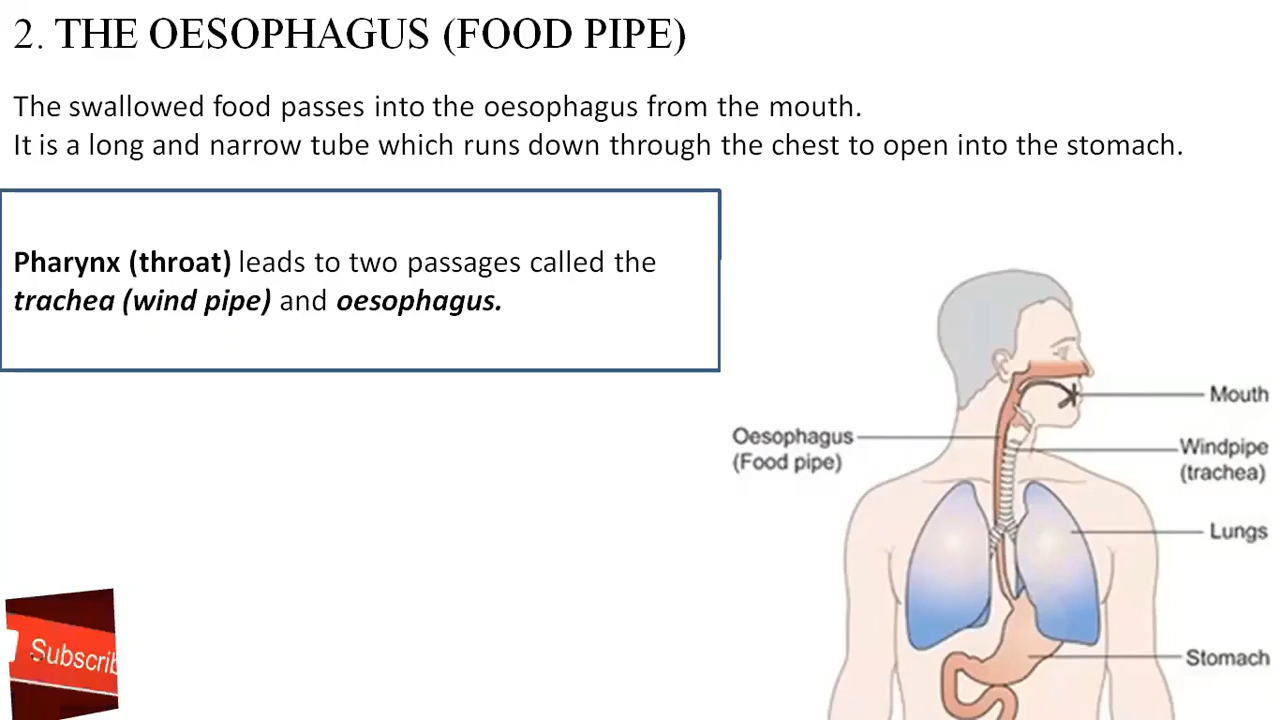 2. THE OESOPHAGUS (FOOD PIPE)
The swallowed food passes into the oesophagus from the mouth.
It is a long and narrow tube which runs down through the chest to open into the stomach.
Pharynx (throat) leads to two passages called the
trachea (wind pipe) and oesophagus.
Mouth
Oesophagus
(Food pipe)
Windpipe
(trachea)
Lungs
Stomach
Subscrib